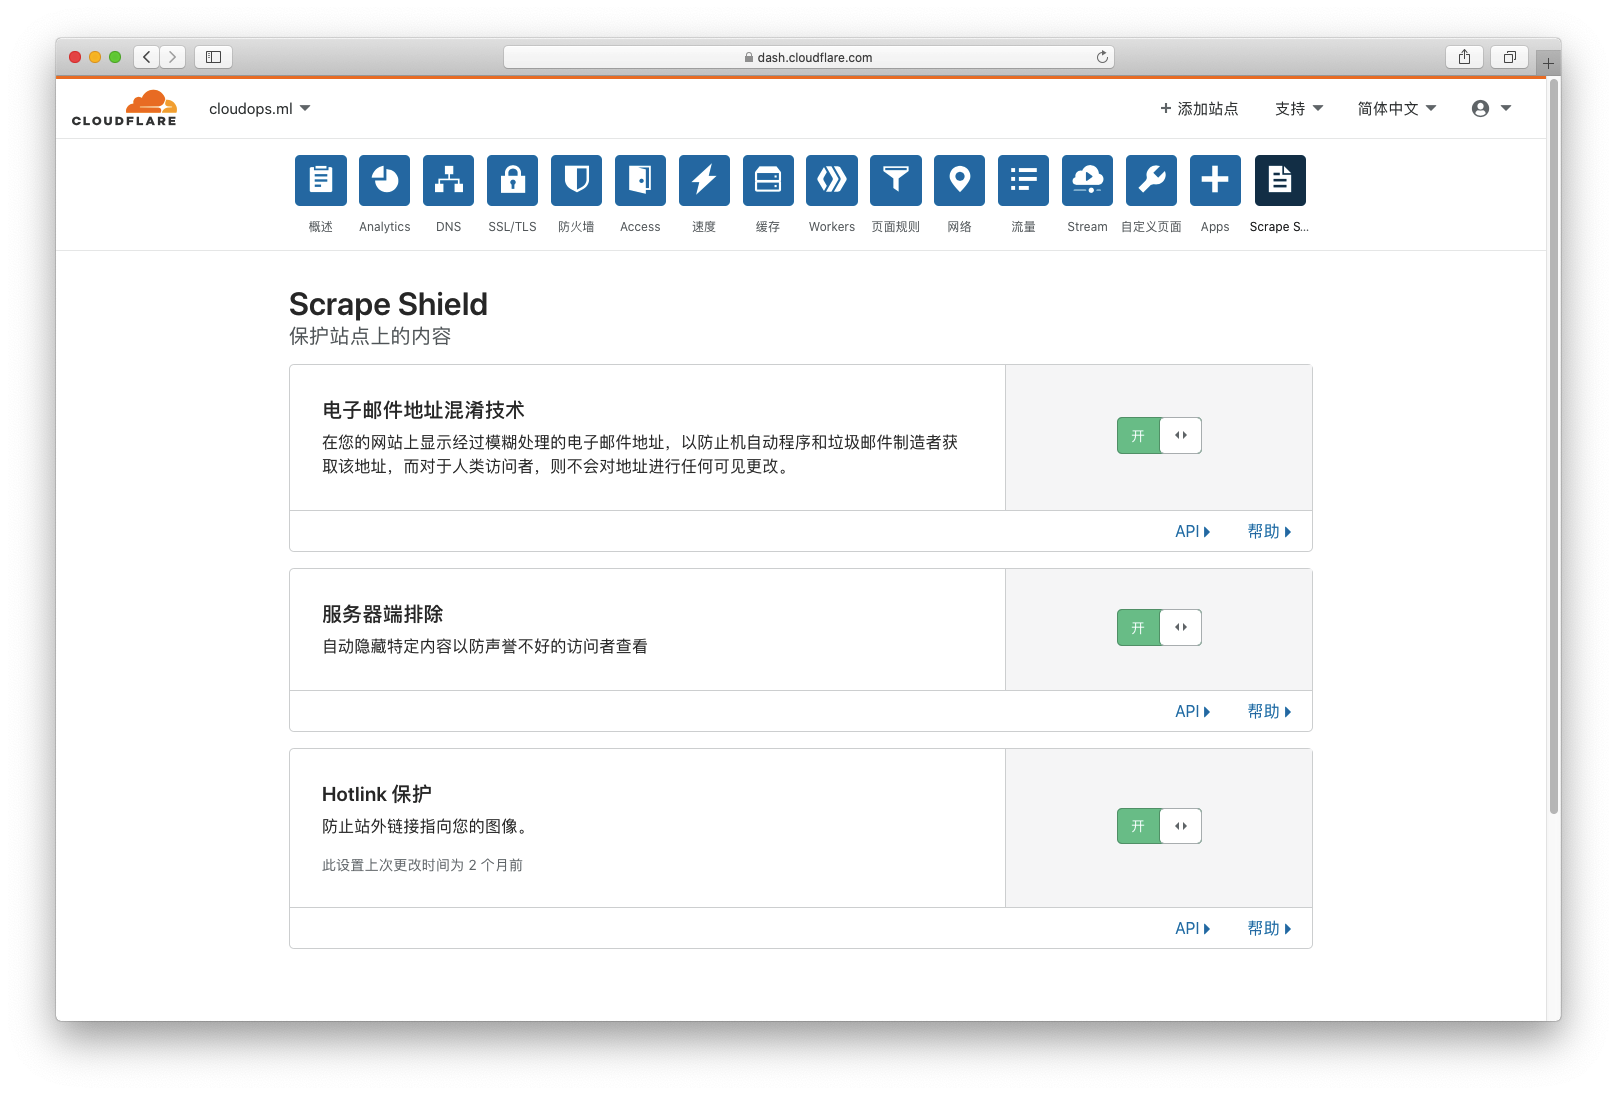 dash.cloudflare.com
CLOUDFLARE
cloudops.ml
+ 添加站点
支持
简体中文
概述
Analytics
DNS
SSL/TLS
防火墙
Access
速度
缓存
Workers
页面规则
网络
流量
Stream
自定义页面
Apps
Scrape S...
Scrape Shield
保护站点上的内容
电子邮件地址混淆技术
在您的网站上显示经过模糊处理的电子邮件地址，以防止机自动程序和垃圾邮件制造者获
取该地址，而对于人类访问者，则不会对地址进行任何可见更改。
开
API
帮助
服务器端排除
自动隐藏特定内容以防声誉不好的访问者查看
开
API
帮助
Hotlink 保护
防止站外链接指向您的图像。
此设置上次更改时间为 2 个月前
开
API
帮助